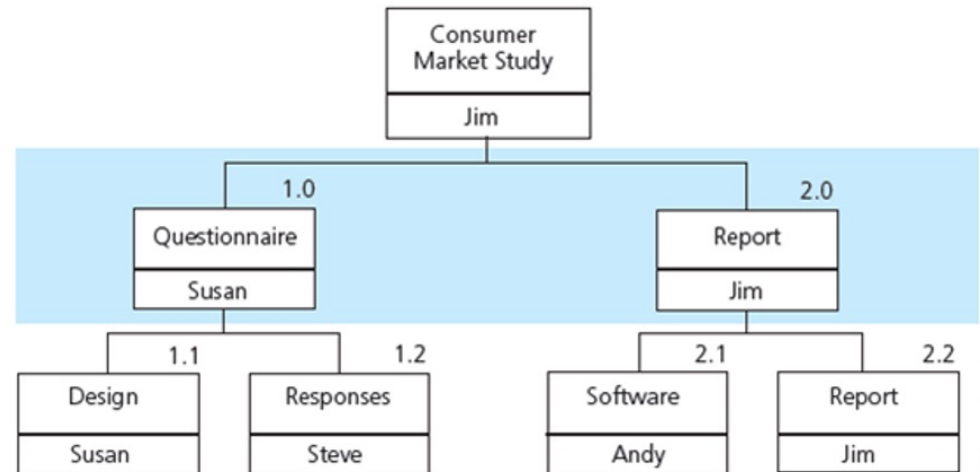 Consumer
Market Study
Jim
1.0
2.0
Questionnaire
Report
Susan
Jim
1.1
1.2
2.1
2.2
Design
Responses
Software
Report
Susan
Steve
Andy
Jim